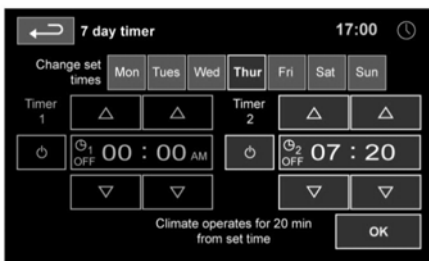 7 day timer 17:00
Change set times Mon Tues Wed Thur Fri Sat Sun
Timer 1 Timer 2
1 OFF 00 : 00 AM 2 OFF 07 : 20
Climate operates for 20 min
from set time
OK